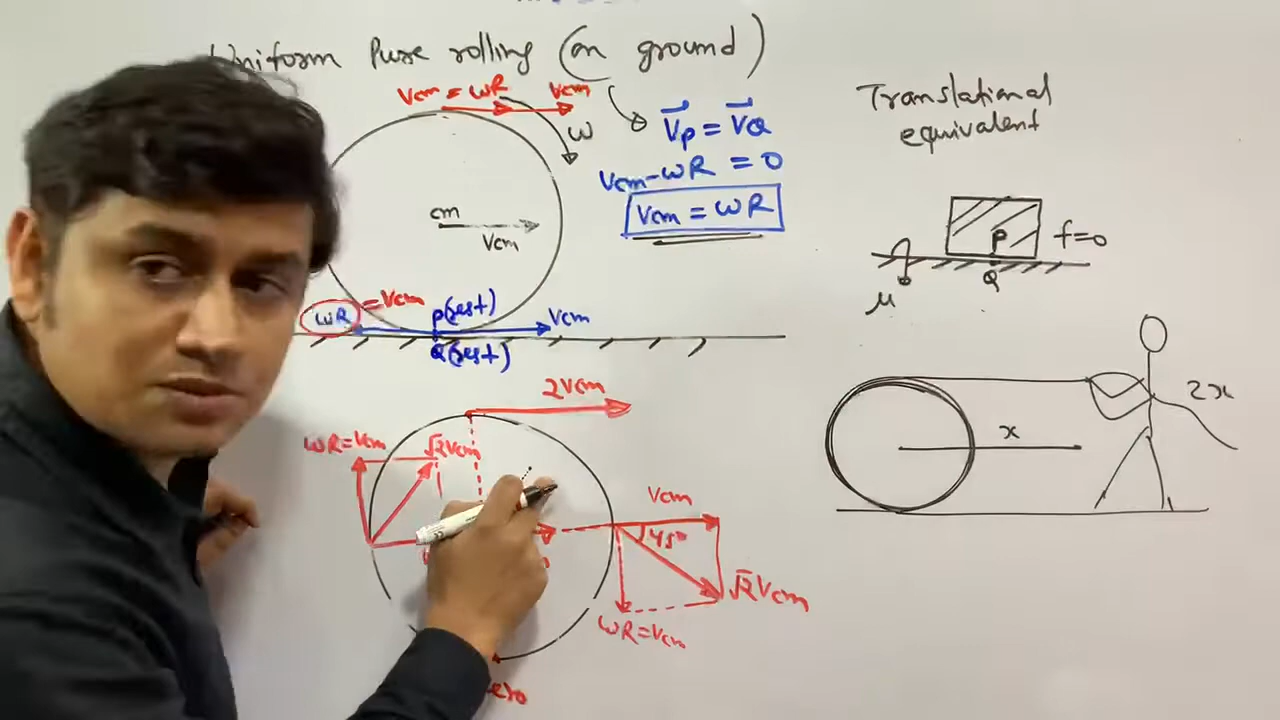 Uniform Pure rolling (on ground)
Vcm = ωR
Vcm
ω
V⃗p = V⃗Q
Vcm-ωR = 0
Vcm = ωR
cm
Vcm
ωR = Vcm
P(rest)
Vcm
Q(rest)
Translational
equivalent
P
f=0
Q
μ
2Vcm
ωR=Vcm
√2Vcm
Vcm
45°
√2Vcm
ωR=Vcm
x
2x